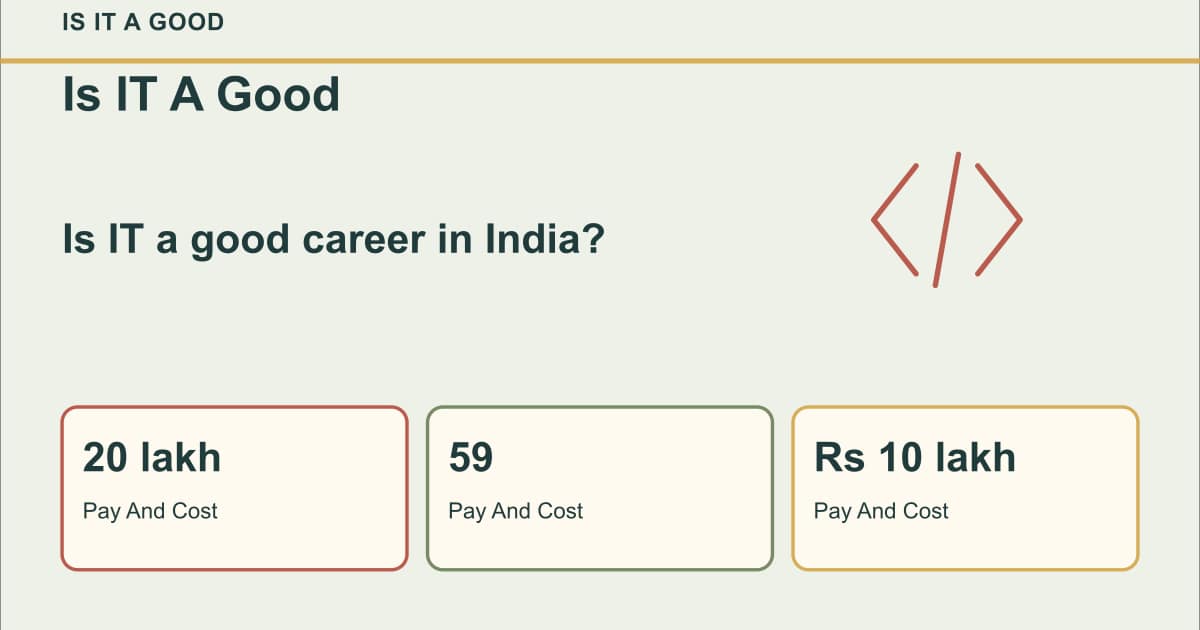 IS IT A GOOD
Is IT A Good
Is IT a good career in India?
20 lakh
Pay And Cost
59
Pay And Cost
Rs 10 lakh
Pay And Cost